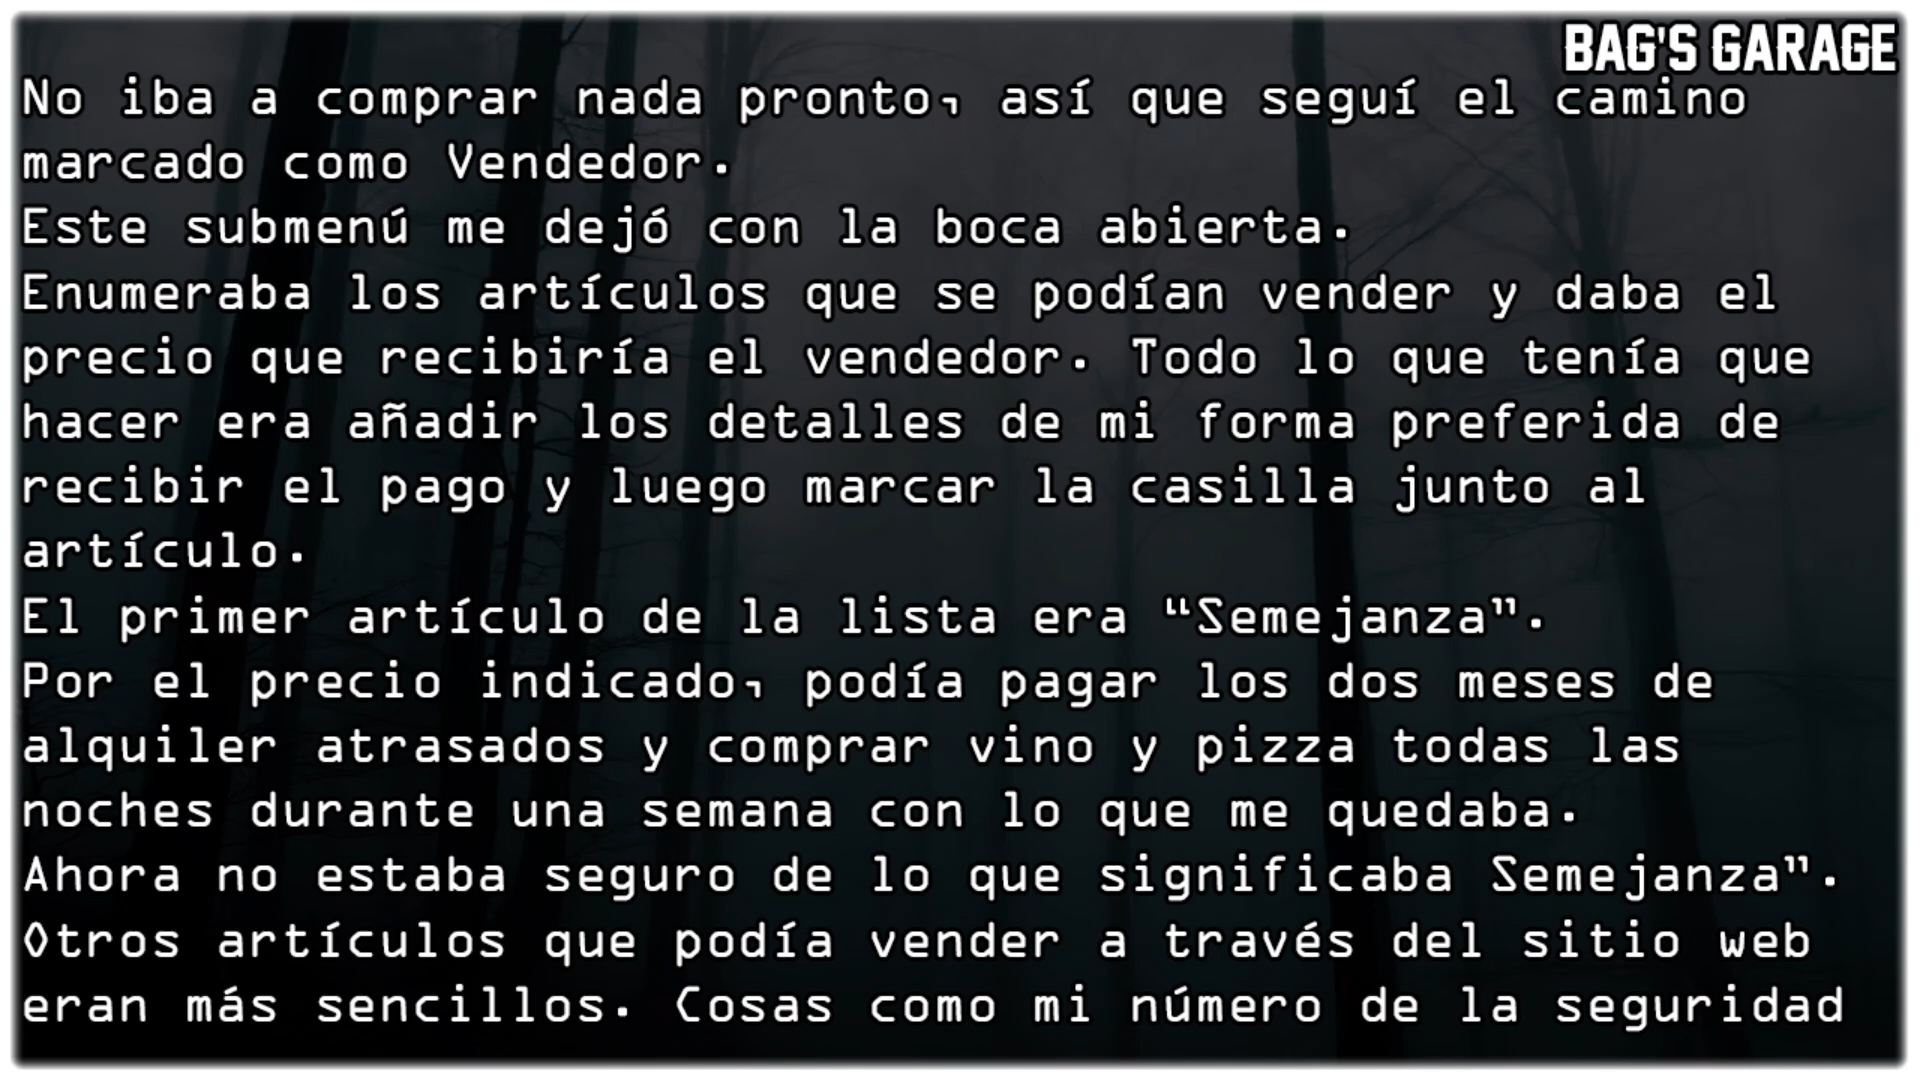 BAG'S GARAGE
No iba a comprar nada pronto, así que seguí el camino
marcado como Vendedor.
Este submenú me dejó con la boca abierta.
Enumeraba los artículos que se podían vender y daba el
precio que recibiría el vendedor. Todo lo que tenía que
hacer era añadir los detalles de mi forma preferida de
recibir el pago y luego marcar la casilla junto al
artículo.
El primer artículo de la lista era “Semejanza”.
Por el precio indicado, podía pagar los dos meses de
alquiler atrasados y comprar vino y pizza todas las
noches durante una semana con lo que me quedaba.
Ahora no estaba seguro de lo que significaba Semejanza”.
Otros artículos que podía vender a través del sitio web
eran más sencillos. Cosas como mi número de la seguridad